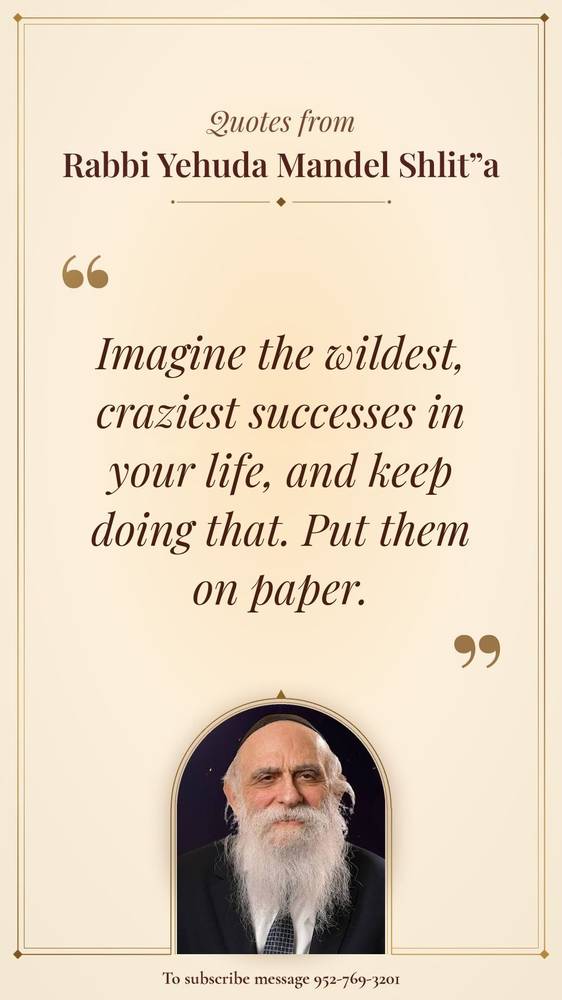 Quotes from
Rabbi Yehuda Mandel Shlit”a
“
Imagine the wildest,
craziest successes in
your life, and keep
doing that. Put them
on paper.
”
To subscribe message 952-769-3201